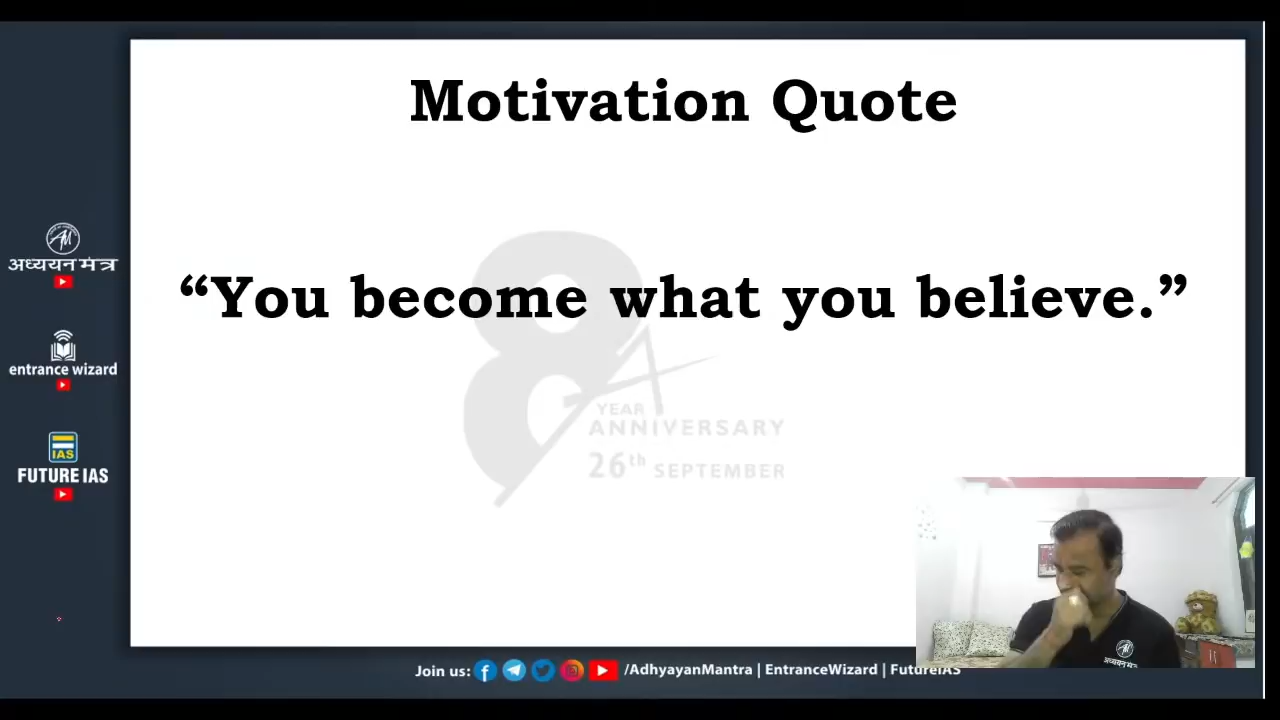 Motivation Quote
“You become what you believe.”
YEAR
ANNIVERSARY
26th SEPTEMBER
AM
अध्ययन मंत्र
entrance wizard
IAS
FUTURE IAS
Join us: /AdhyayanMantra | EntranceWizard | FutureIAS